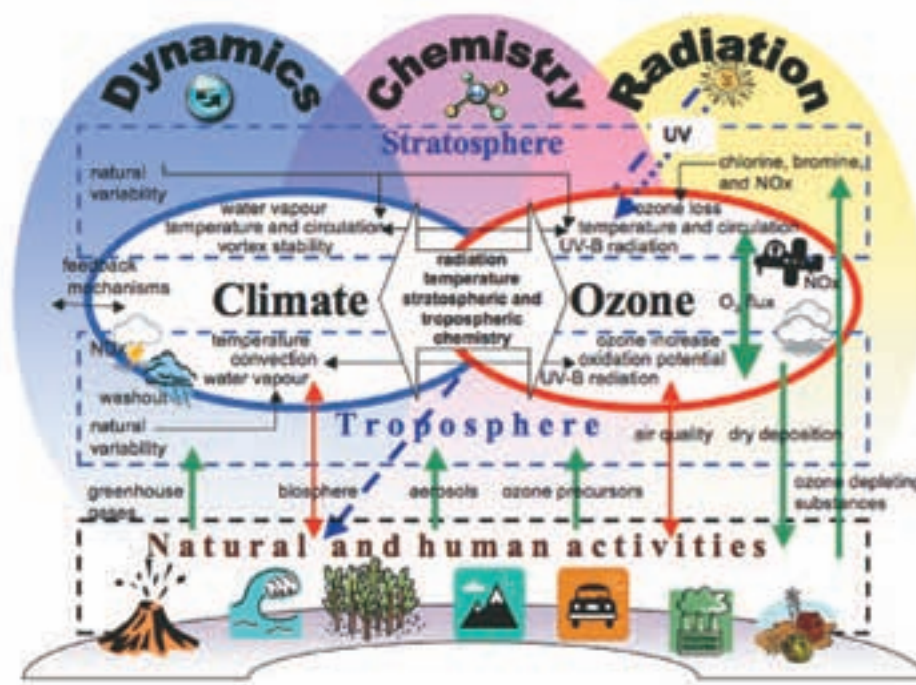 Dynamics
Chemistry
Radiation
UV
Stratosphere
natural
variability
chlorine, bromine,
and NOx
water vapour
temperature and circulation
vortex stability
ozone loss
temperature and circulation
UV-B radiation
feedback
mechanisms
radiation
temperature
stratospheric and
tropospheric
chemistry
Climate
Ozone
NOx
O3 flux
NOx
temperature
convection
water vapour
ozone increase
oxidation potential
UV-B radiation
washout
natural
variability
Troposphere
air quality
dry deposition
greenhouse
gases
biosphere
aerosols
ozone precursors
ozone depleting
substances
Natural and human activities